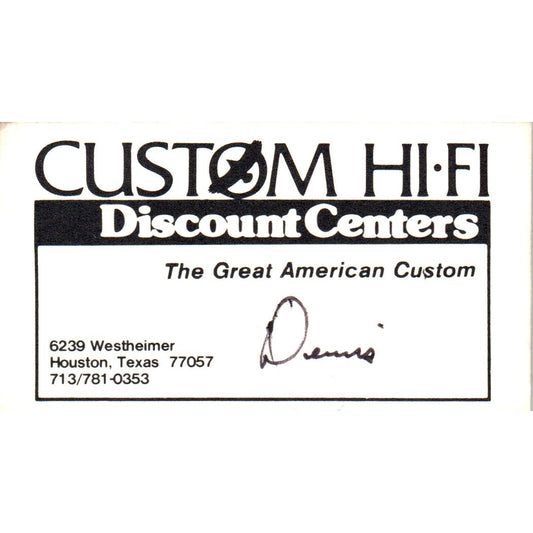 CUSTOM HI·FI
Discount Centers
The Great American Custom
Dennis
6239 Westheimer
Houston, Texas 77057
713/781-0353